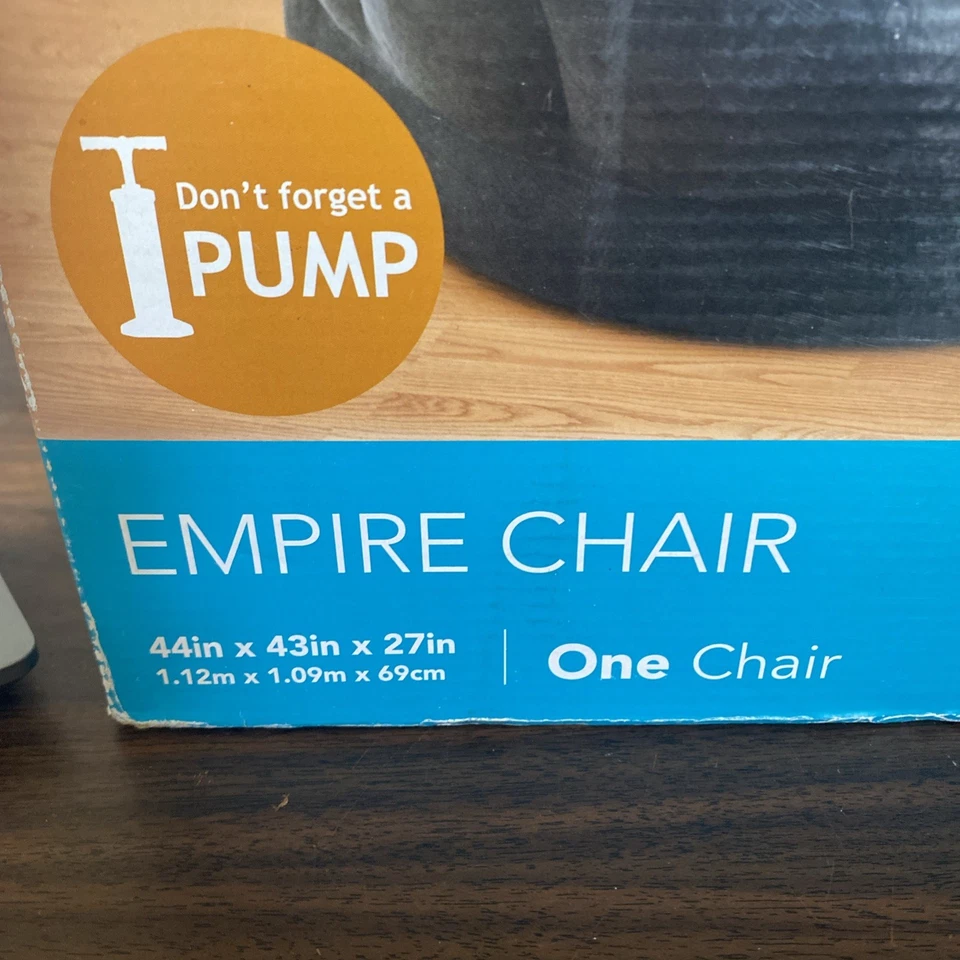 Don't forget a
PUMP
EMPIRE CHAIR
44in x 43in x 27in
1.12m x 1.09m x 69cm
One Chair